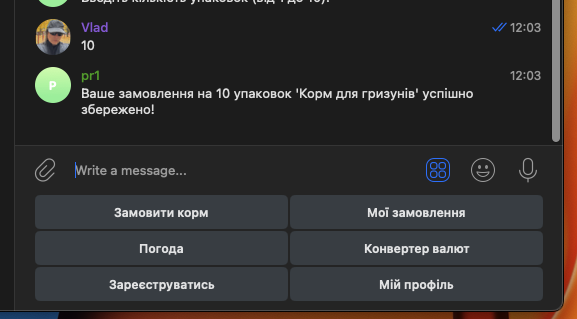 Введіть кількість упаковок (від 1 до 10):
Vlad
12:03
10
P
pr1
12:03
Ваше замовлення на 10 упаковок 'Корм для гризунів' успішно
збережено!
Write a message...
Замовити корм
Мої замовлення
Погода
Конвертер валют
Зареєструватись
Мій профіль